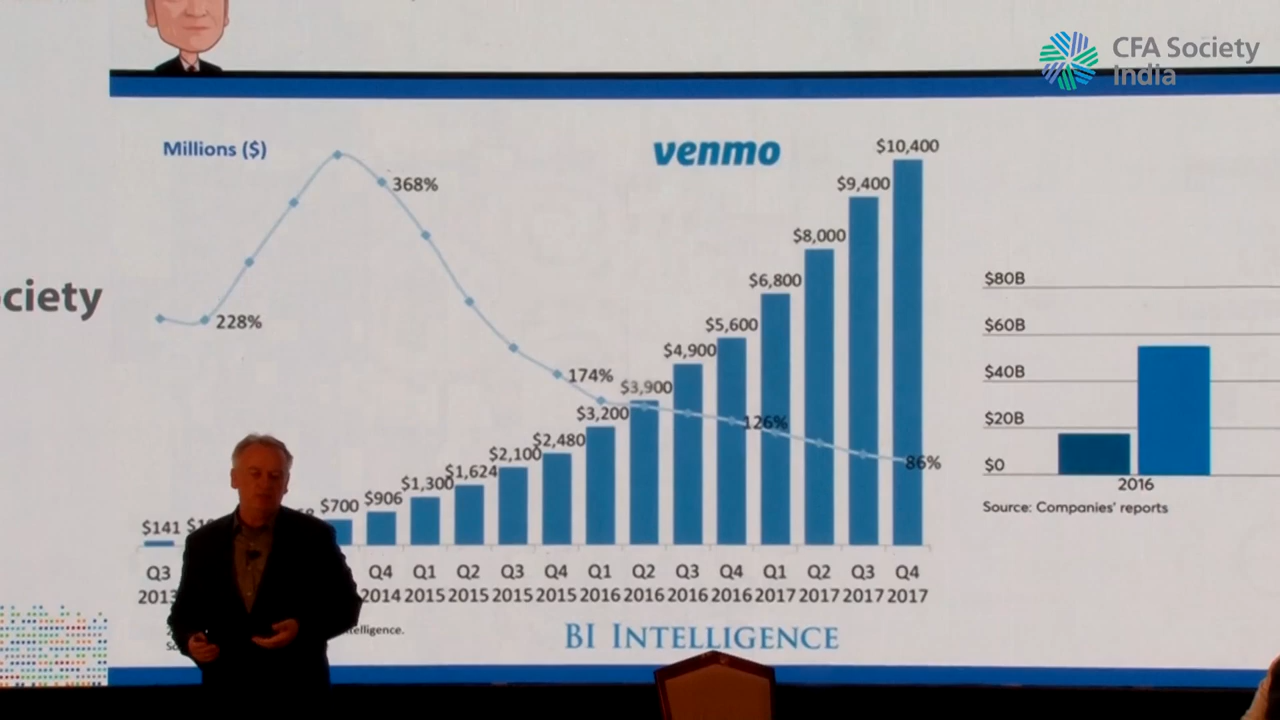 CFA Society
India
Millions ($)
venmo
$10,400
$9,400
$8,000
$6,800
$5,600
$4,900
$3,900
$3,200
$2,480
$2,100
$1,624
$1,300
$906
$700
$141
368%
228%
174%
126%
86%
ciety
Q3 Q4 Q1 Q2 Q3 Q4 Q1 Q2 Q3 Q4 Q1 Q2 Q3 Q4
2013 2014 2015 2015 2015 2015 2016 2016 2016 2016 2017 2017 2017 2017
BI INTELLIGENCE
$80B
$60B
$40B
$20B
$0
2016
Source: Companies' reports